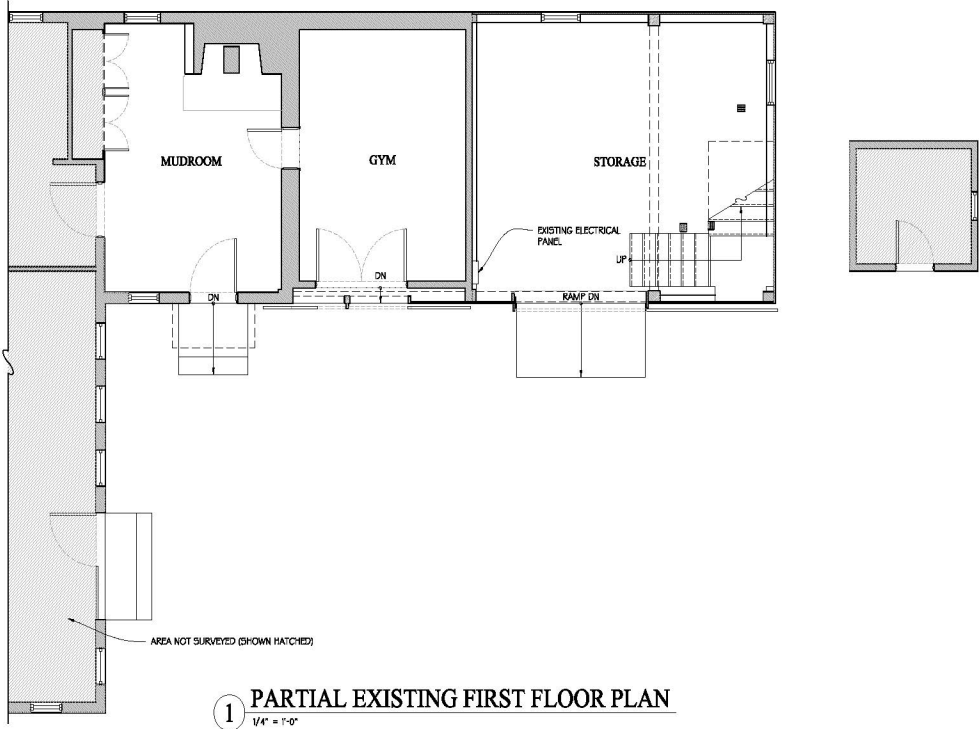 MUDROOM
GYM
STORAGE
EXISTING ELECTRICAL
PANEL
UP
DN
DN
RAMP DN
AREA NOT SURVEYED (SHOWN HATCHED)
1
PARTIAL EXISTING FIRST FLOOR PLAN
1/4" = 1'-0"